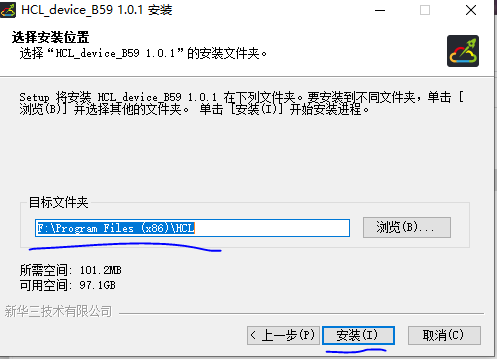 HCL_device_B59 1.0.1 安装
选择安装位置
选择“HCL_device_B59 1.0.1”的安装文件夹。
Setup 将安装 HCL_device_B59 1.0.1 在下列文件夹。要安装到不同文件夹，单击 [
浏览(B)] 并选择其他的文件夹。 单击 [安装(I)] 开始安装进程。
目标文件夹
F:\Program Files (x86)\HCL
浏览(B)...
所需空间: 101.2MB
可用空间: 97.1GB
新华三技术有限公司
< 上一步(P)
安装(I)
取消(C)